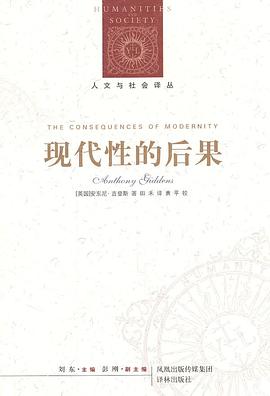 HUMANITIES
AND
SOCIETY
人文与社会译丛
THE CONSEQUENCES OF MODERNITY
现代性的后果
Anthony Giddens
[英国]安东尼·吉登斯 著 田禾 译 黄平 校
刘东·主编 彭刚·副主编
凤凰出版传媒集团
译林出版社